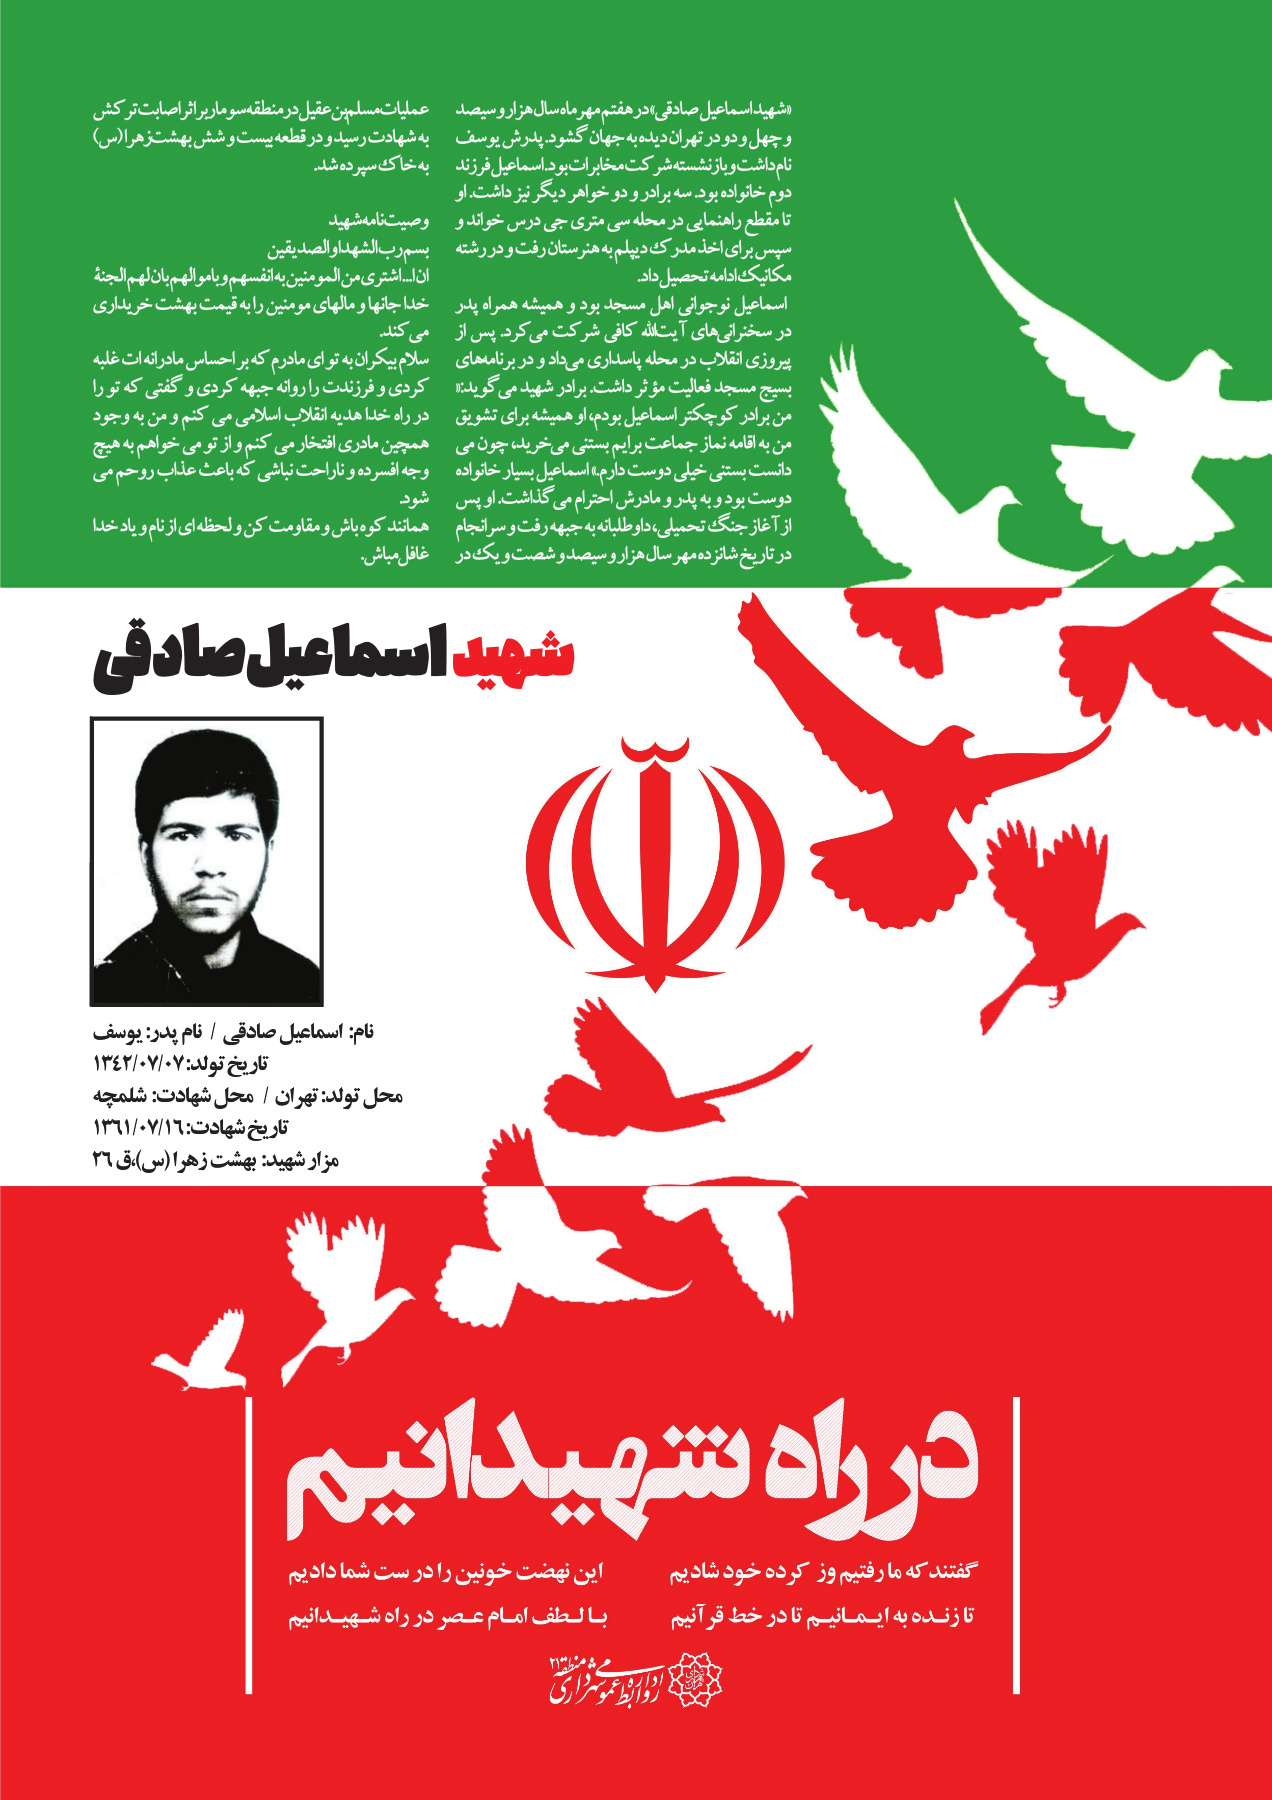 «شهید اسماعیل صادقی» در هفتم مهر ماه سال هزار و سیصد
و چهل و دو در تهران دیده به جهان گشود. پدرش یوسف
نام داشت و بازنشسته شرکت مخابرات بود. اسماعیل فرزند
دوم خانواده بود. سه برادر و دو خواهر دیگر نیز داشت. او
تا مقطع راهنمایی در محله سی متری جی درس خواند و
سپس برای اخذ مدرک دیپلم به هنرستان رفت و در رشته
مکانیک ادامه تحصیل داد.
اسماعیل نوجوانی اهل مسجد بود و همیشه همراه پدر
در سخنرانی‌های آیت‌الله کافی شرکت می‌کرد. پس از
پیروزی انقلاب در محله پاسداری می‌داد و در برنامه‌های
بسیج مسجد فعالیت مؤثر داشت. برادر شهید می‌گوید:«
من برادر کوچکتر اسماعیل بودم، او همیشه برای تشویق
من به اقامه نماز جماعت برایم بستنی می‌خرید، چون می
دانست بستنی خیلی دوست دارم.» اسماعیل بسیار خانواده
دوست بود و به پدر و مادرش احترام می‌گذاشت. او پس
از آغاز جنگ تحمیلی، داوطلبانه به جبهه رفت و سرانجام
در تاریخ شانزده مهر سال هزار و سیصد و شصت و یک در
عملیات مسلم‌بن عقیل در منطقه سومار بر اثر اصابت ترکش
به شهادت رسید و در قطعه بیست و شش بهشت‌زهرا (س)
به خاک سپرده شد.
وصیت‌نامه شهید
بسم رب الشهدا و الصدیقین
ان ا... اشتری من المومنین به انفسهم و باموالهم بان لهم الجنة
خدا جانها و مالهای مومنین را به قیمت بهشت خریداری
می کند.
سلام بیکران به تو ای مادرم که بر احساس مادرانه ات غلبه
کردی و فرزندت را روانه جبهه کردی و گفتی که تو را
در راه خدا هدیه انقلاب اسلامی می کنم و من به وجود
همچین مادری افتخار می کنم و از تو می خواهم به هیچ
وجه افسرده و ناراحت نباشی که باعث عذاب روحم می
شود.
همانند کوه باش و مقاومت کن و لحظه ای از نام و یاد خدا
غافل مباش.
شهید اسماعیل صادقی
نام: اسماعیل صادقی / نام پدر: یوسف
تاریخ تولد: ۱۳۴۲/۰۷/۰۷
محل تولد: تهران / محل شهادت: شلمچه
تاریخ شهادت: ۱۳۶۱/۰۷/۱۶
مزار شهید: بهشت زهرا (س)،ق ۲۶
در راه شهیدانیم
گفتند که ما رفتیم وز کرده خود شادیم این نهضت خونین را در ست شما دادیم
تا زنده به ایمانیم تا در خط قرآنیم با لطف امام عصر در راه شهیدانیم
روابط عمومی شهرداری منطقه ۲۱